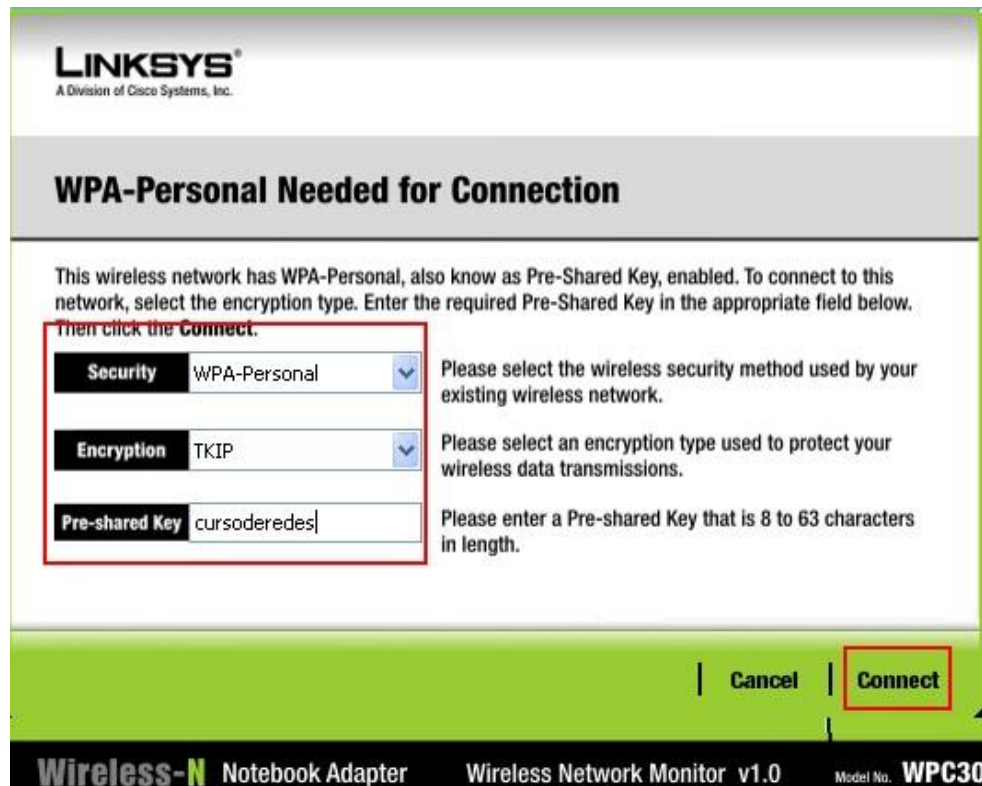 LINKSYS®
A Division of Cisco Systems, Inc.
WPA-Personal Needed for Connection
This wireless network has WPA-Personal, also know as Pre-Shared Key, enabled. To connect to this
network, select the encryption type. Enter the required Pre-Shared Key in the appropriate field below.
Then click the Connect.
Security WPA-Personal Please select the wireless security method used by your
existing wireless network.
Encryption TKIP Please select an encryption type used to protect your
wireless data transmissions.
Pre-shared Key cursoderedes Please enter a Pre-shared Key that is 8 to 63 characters
in length.
Cancel Connect
Wireless-N Notebook Adapter Wireless Network Monitor v1.0 Model No. WPC30